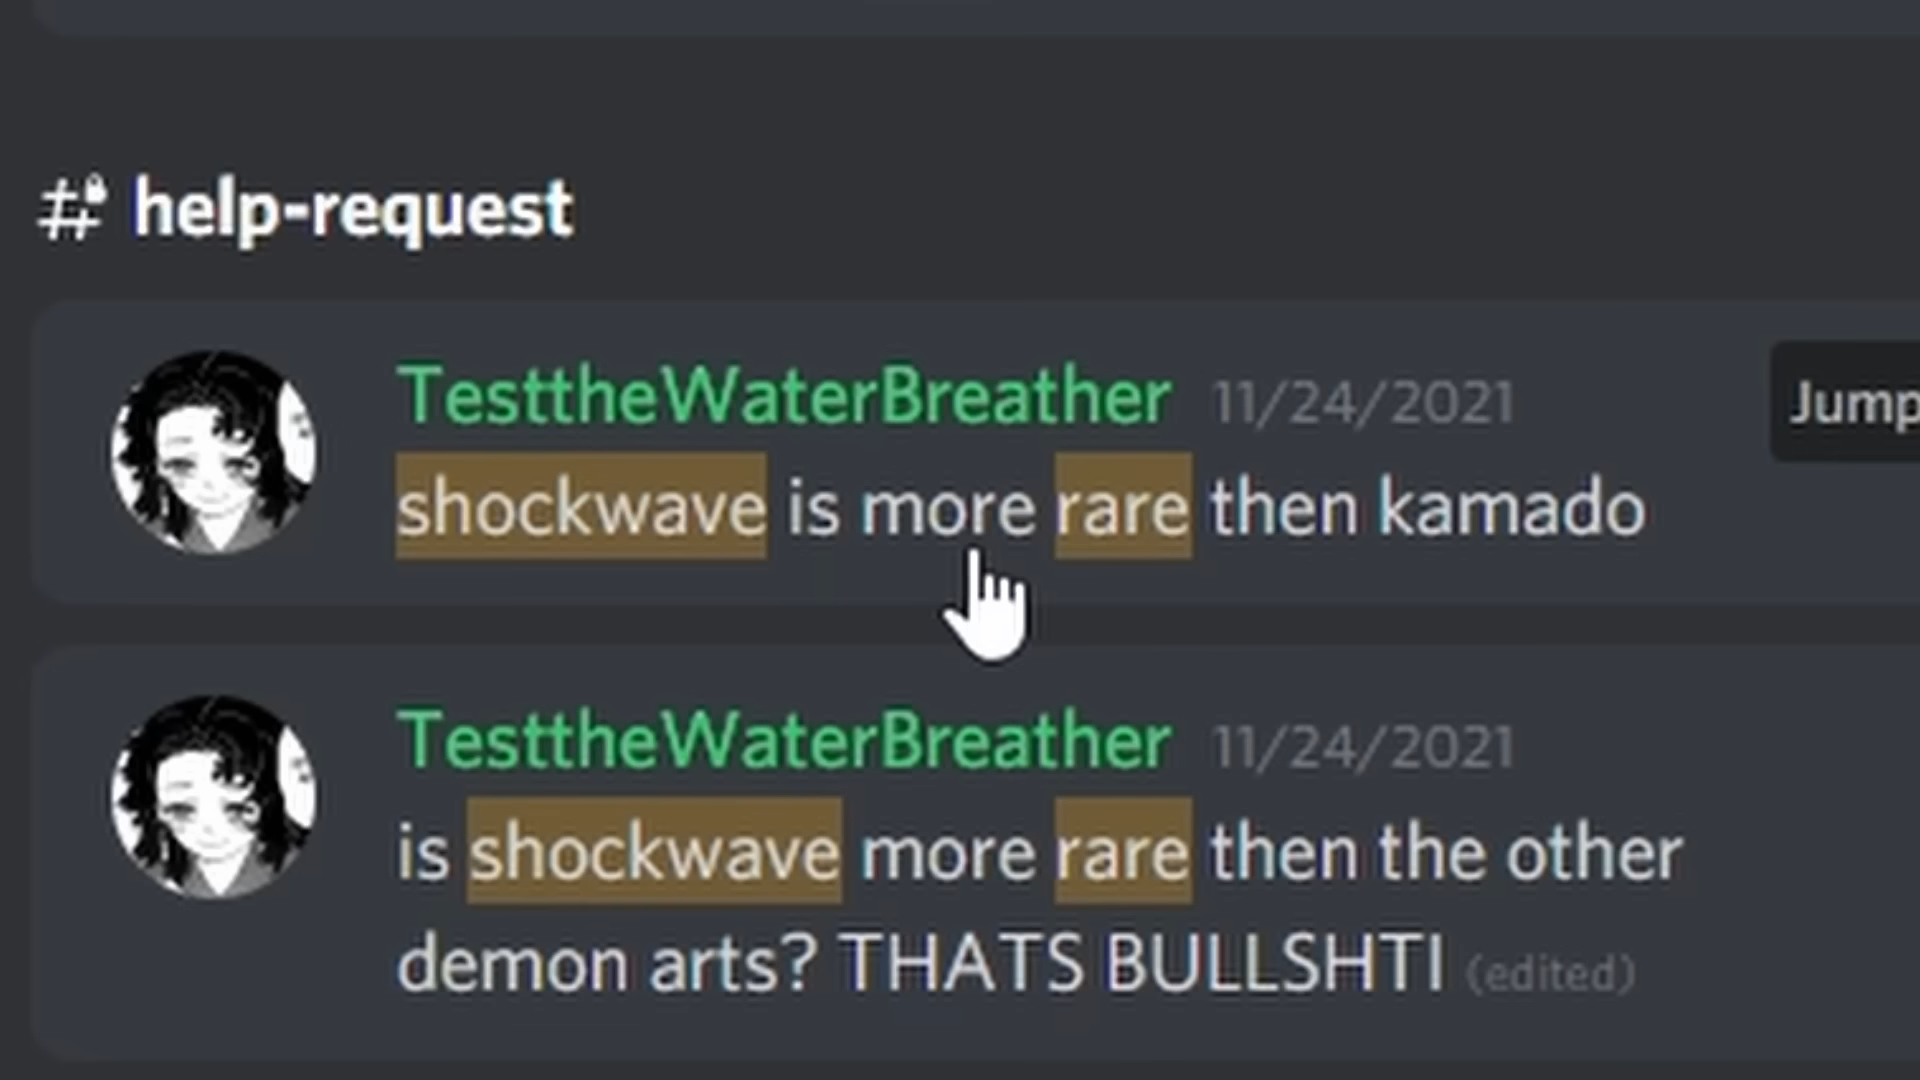 # help-request
TesttheWaterBreather 11/24/2021
Jump
shockwave is more rare then kamado
TesttheWaterBreather 11/24/2021
is shockwave more rare then the other
demon arts? THATS BULLSHTI (edited)